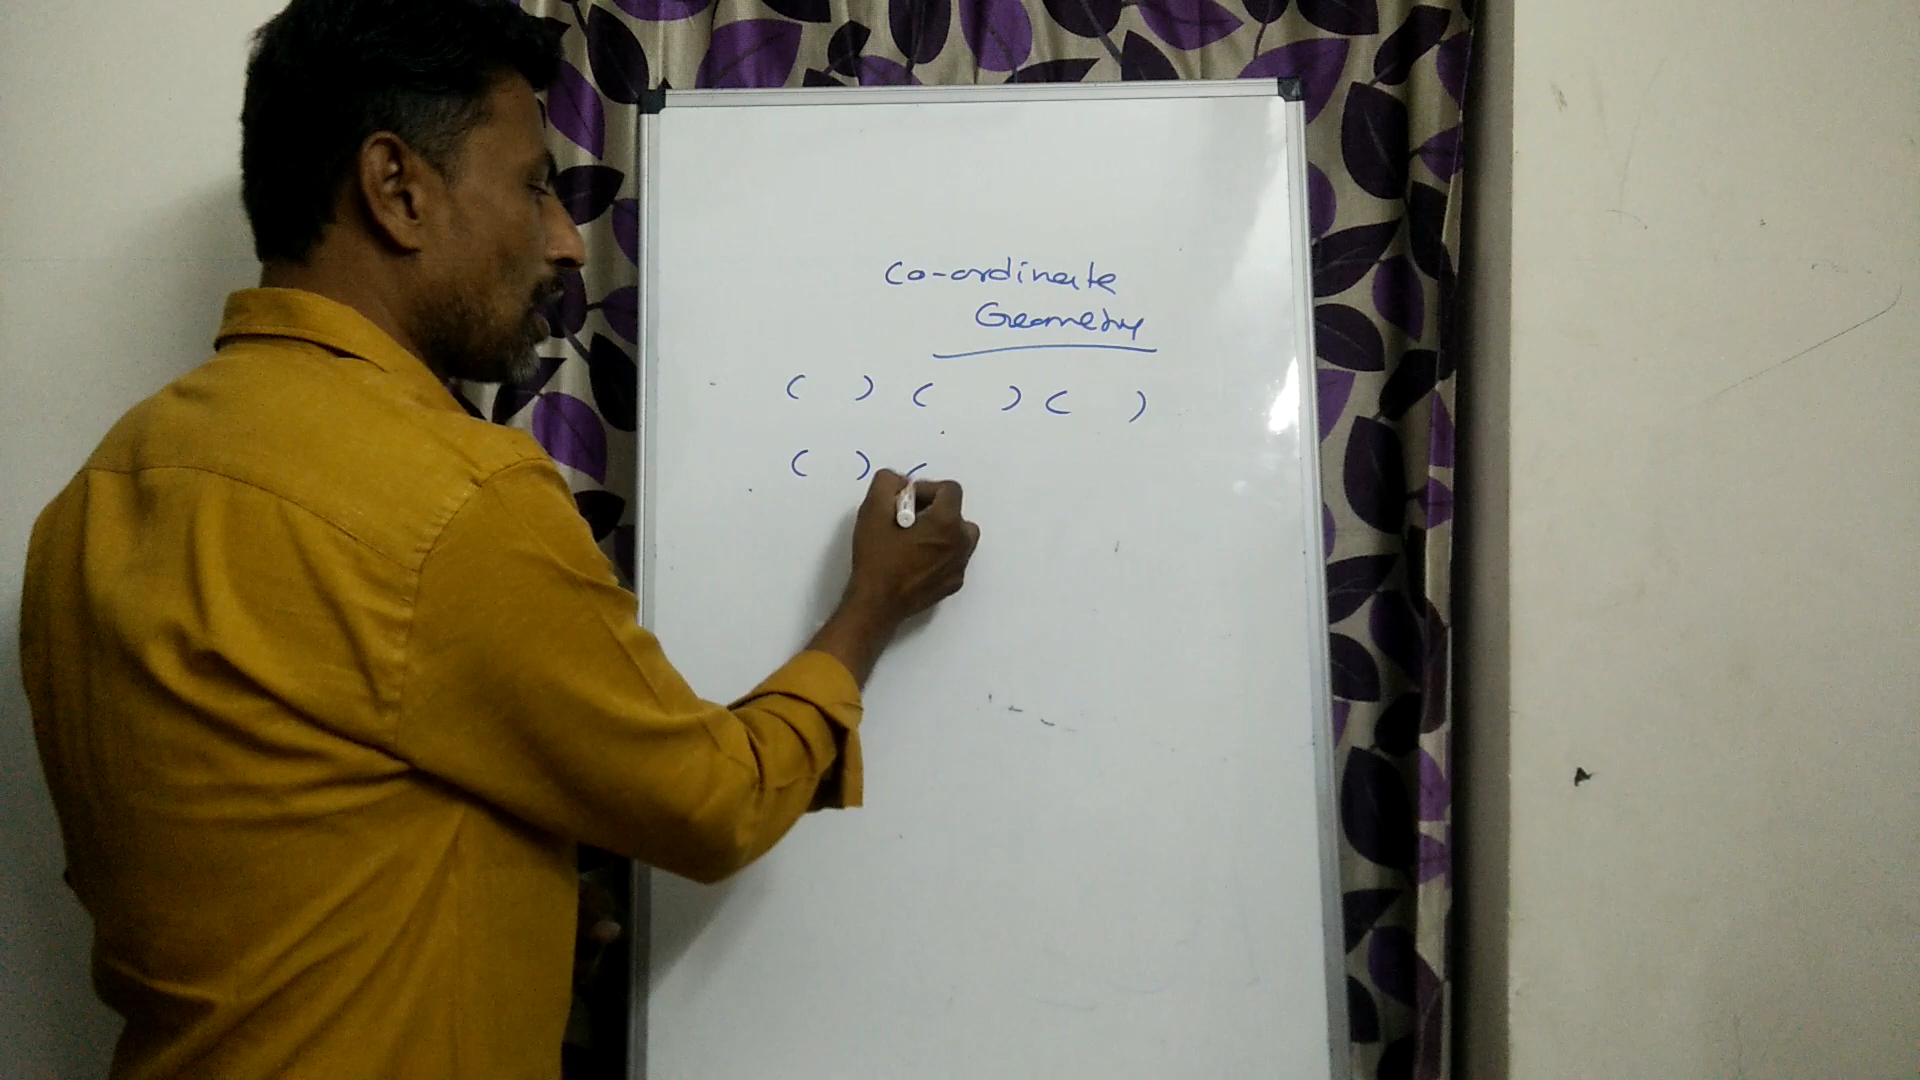 Co-ordinate
Geometry
( ) ( ) ( )
( ) (